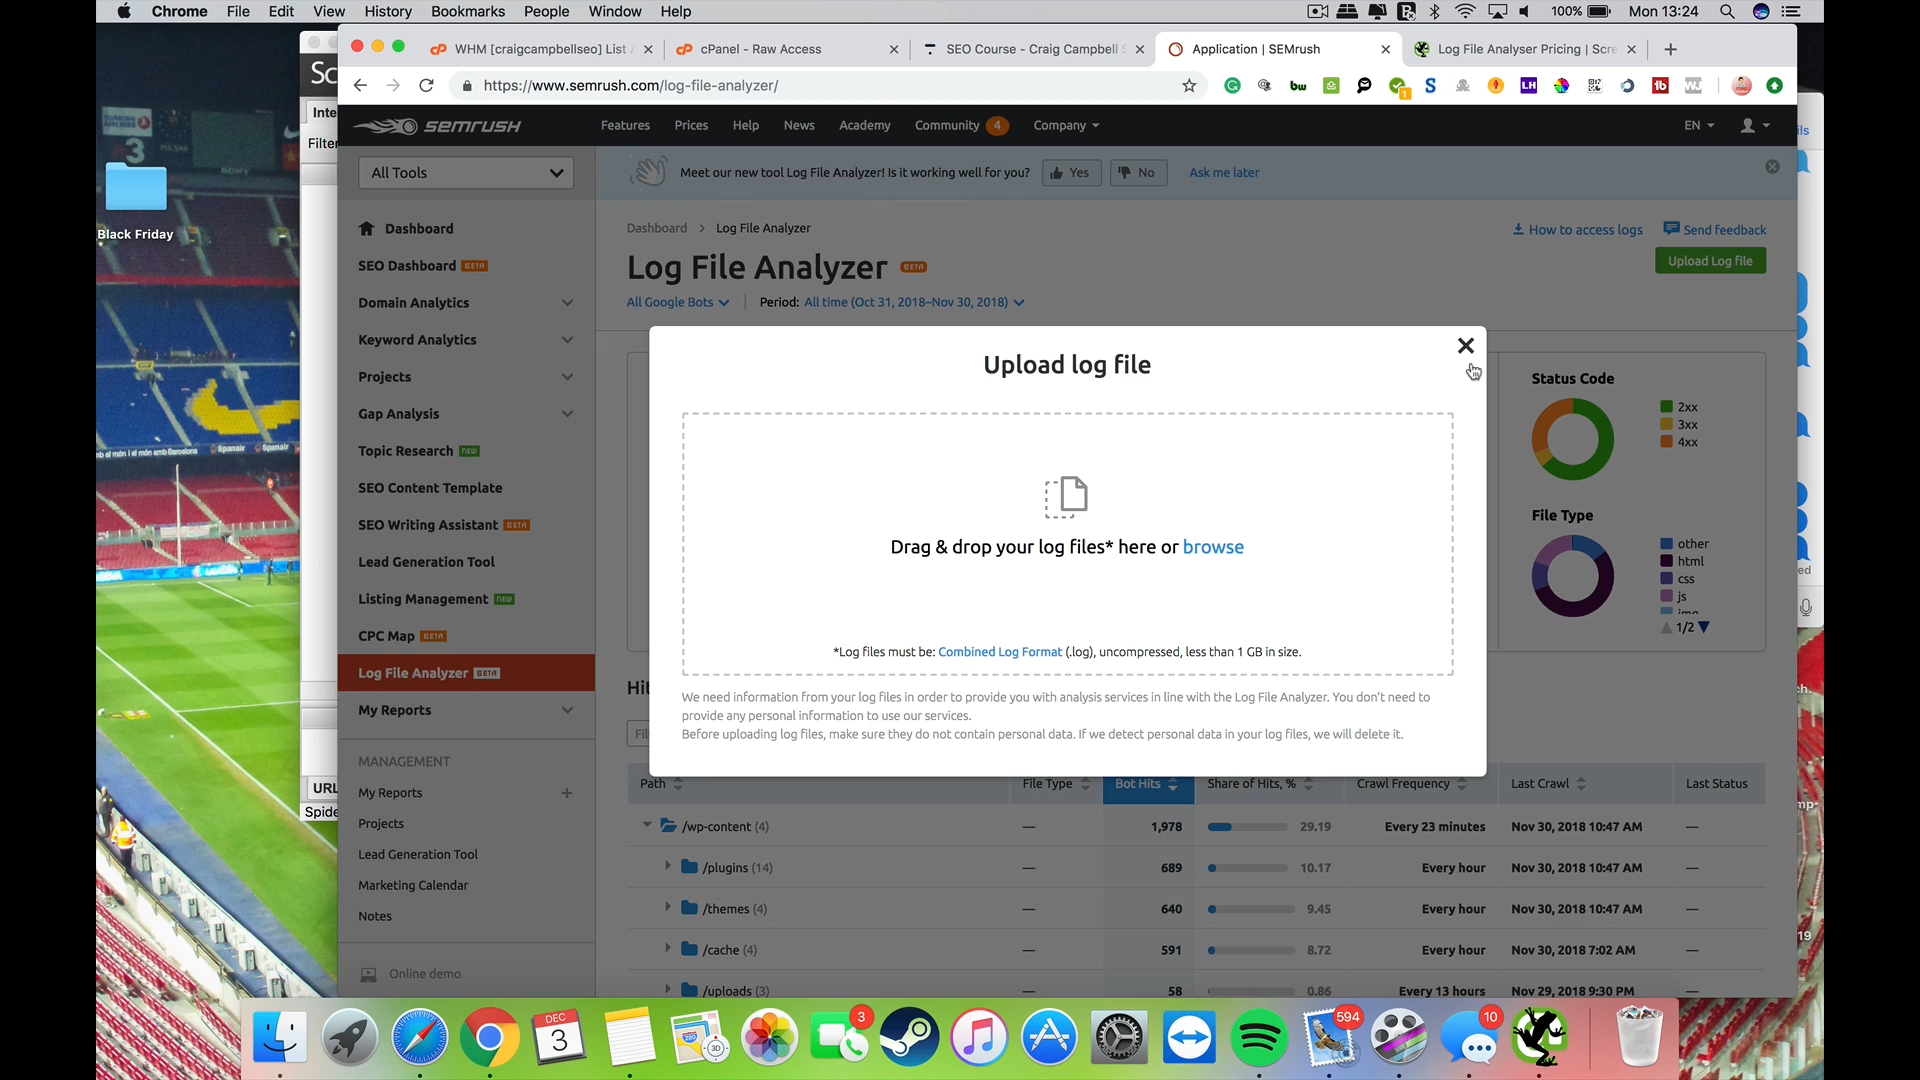 Chrome File Edit View History Bookmarks People Window Help
100% Mon 13:24
WHM [craigcampbellseo] List
cPanel - Raw Access
SEO Course - Craig Campbell
Application | SEMrush
Log File Analyser Pricing | Scre
https://www.semrush.com/log-file-analyzer/
SEMRUSH
Features Prices Help News Academy Community 4 Company
EN
All Tools
Meet our new tool Log File Analyzer! Is it working well for you? Yes No Ask me later
Dashboard
SEO Dashboard BETA
Domain Analytics
Keyword Analytics
Projects
Gap Analysis
Topic Research NEW
SEO Content Template
SEO Writing Assistant BETA
Lead Generation Tool
Listing Management NEW
CPC Map BETA
Log File Analyzer BETA
My Reports
MANAGEMENT
My Reports
Projects
Lead Generation Tool
Marketing Calendar
Notes
Online demo
Dashboard > Log File Analyzer
How to access logs
Send feedback
Log File Analyzer BETA
Upload Log file
All Google Bots
Period: All time (Oct 31, 2018–Nov 30, 2018)
Upload log file
Drag & drop your log files* here or browse
*Log files must be: Combined Log Format (.log), uncompressed, less than 1 GB in size.
We need information from your log files in order to provide you with analysis services in line with the Log File Analyzer. You don't need to
provide any personal information to use our services.
Before uploading log files, make sure they do not contain personal data. If we detect personal data in your log files, we will delete it.
Status Code
2xx
3xx
4xx
File Type
other
html
css
js
img
1/2
Hit
Fil
Path File Type Bot Hits Share of Hits, % Crawl Frequency Last Crawl Last Status
/wp-content (4) — 1,978 29.19 Every 23 minutes Nov 30, 2018 10:47 AM —
/plugins (14) — 689 10.17 Every hour Nov 30, 2018 10:47 AM —
/themes (4) — 640 9.45 Every hour Nov 30, 2018 10:47 AM —
/cache (4) — 591 8.72 Every hour Nov 30, 2018 7:02 AM —
/uploads (3) — 58 0.86 Every 13 hours Nov 29, 2018 9:30 PM —
Black Friday
Sc
Inte
Filter
URL
Spide
DEC
3
3
594
10